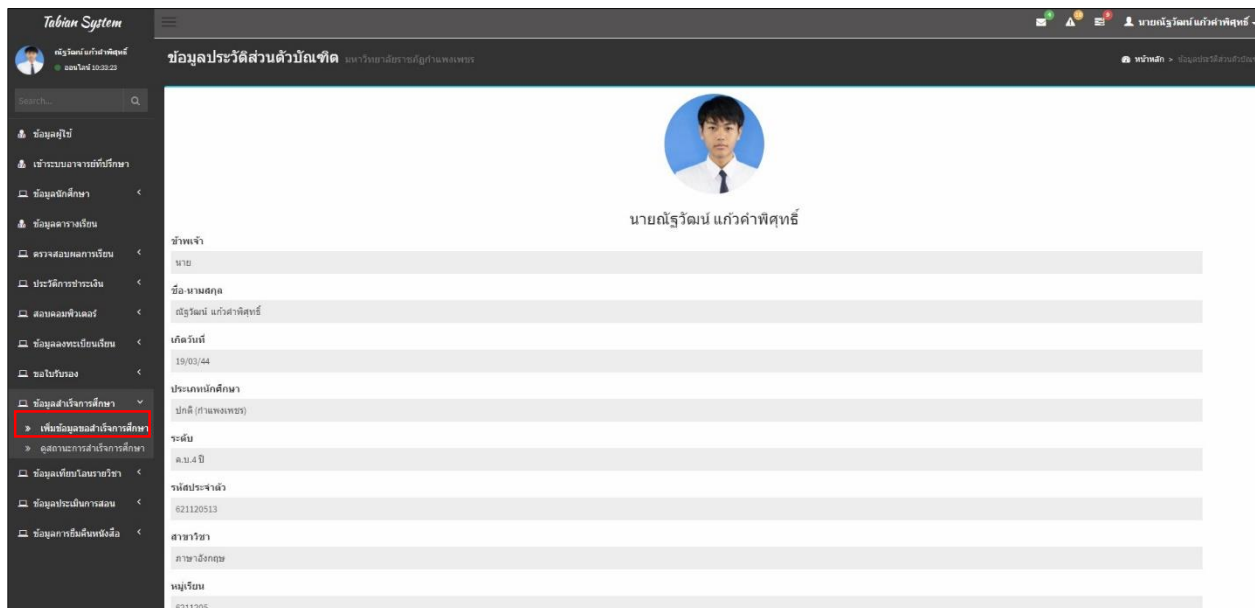 Tabian System
4
10
9
นายณัฐวัฒน์ แก้วคำพิศุทธิ์
ณัฐวัฒน์ แก้วคำพิศุทธิ์
ออนไลน์ 10:33:23
ข้อมูลประวัติส่วนตัวบัณฑิต มหาวิทยาลัยราชภัฏกำแพงเพชร
หน้าหลัก > ข้อมูลประวัติส่วนตัวบัณฑ
Search...
ข้อมูลผู้ใช้
เข้าระบบอาจารย์ที่ปรึกษา
ข้อมูลนักศึกษา
ข้อมูลตารางเรียน
ตรวจสอบผลการเรียน
ประวัติการชำระเงิน
สอบคอมพิวเตอร์
ข้อมูลลงทะเบียนเรียน
ขอใบรับรอง
ข้อมูลสำเร็จการศึกษา
» เพิ่มข้อมูลขอสำเร็จการศึกษา
» ดูสถานะการสำเร็จการศึกษา
ข้อมูลเทียบโอนรายวิชา
ข้อมูลประเมินการสอน
ข้อมูลการยืมคืนหนังสือ
นายณัฐวัฒน์ แก้วคำพิศุทธิ์
ข้าพเจ้า
นาย
ชื่อ-นามสกุล
ณัฐวัฒน์ แก้วคำพิศุทธิ์
เกิดวันที่
19/03/44
ประเภทนักศึกษา
ปกติ (กำแพงเพชร)
ระดับ
ค.บ.4 ปี
รหัสประจำตัว
621120513
สาขาวิชา
ภาษาอังกฤษ
หมู่เรียน
6211205